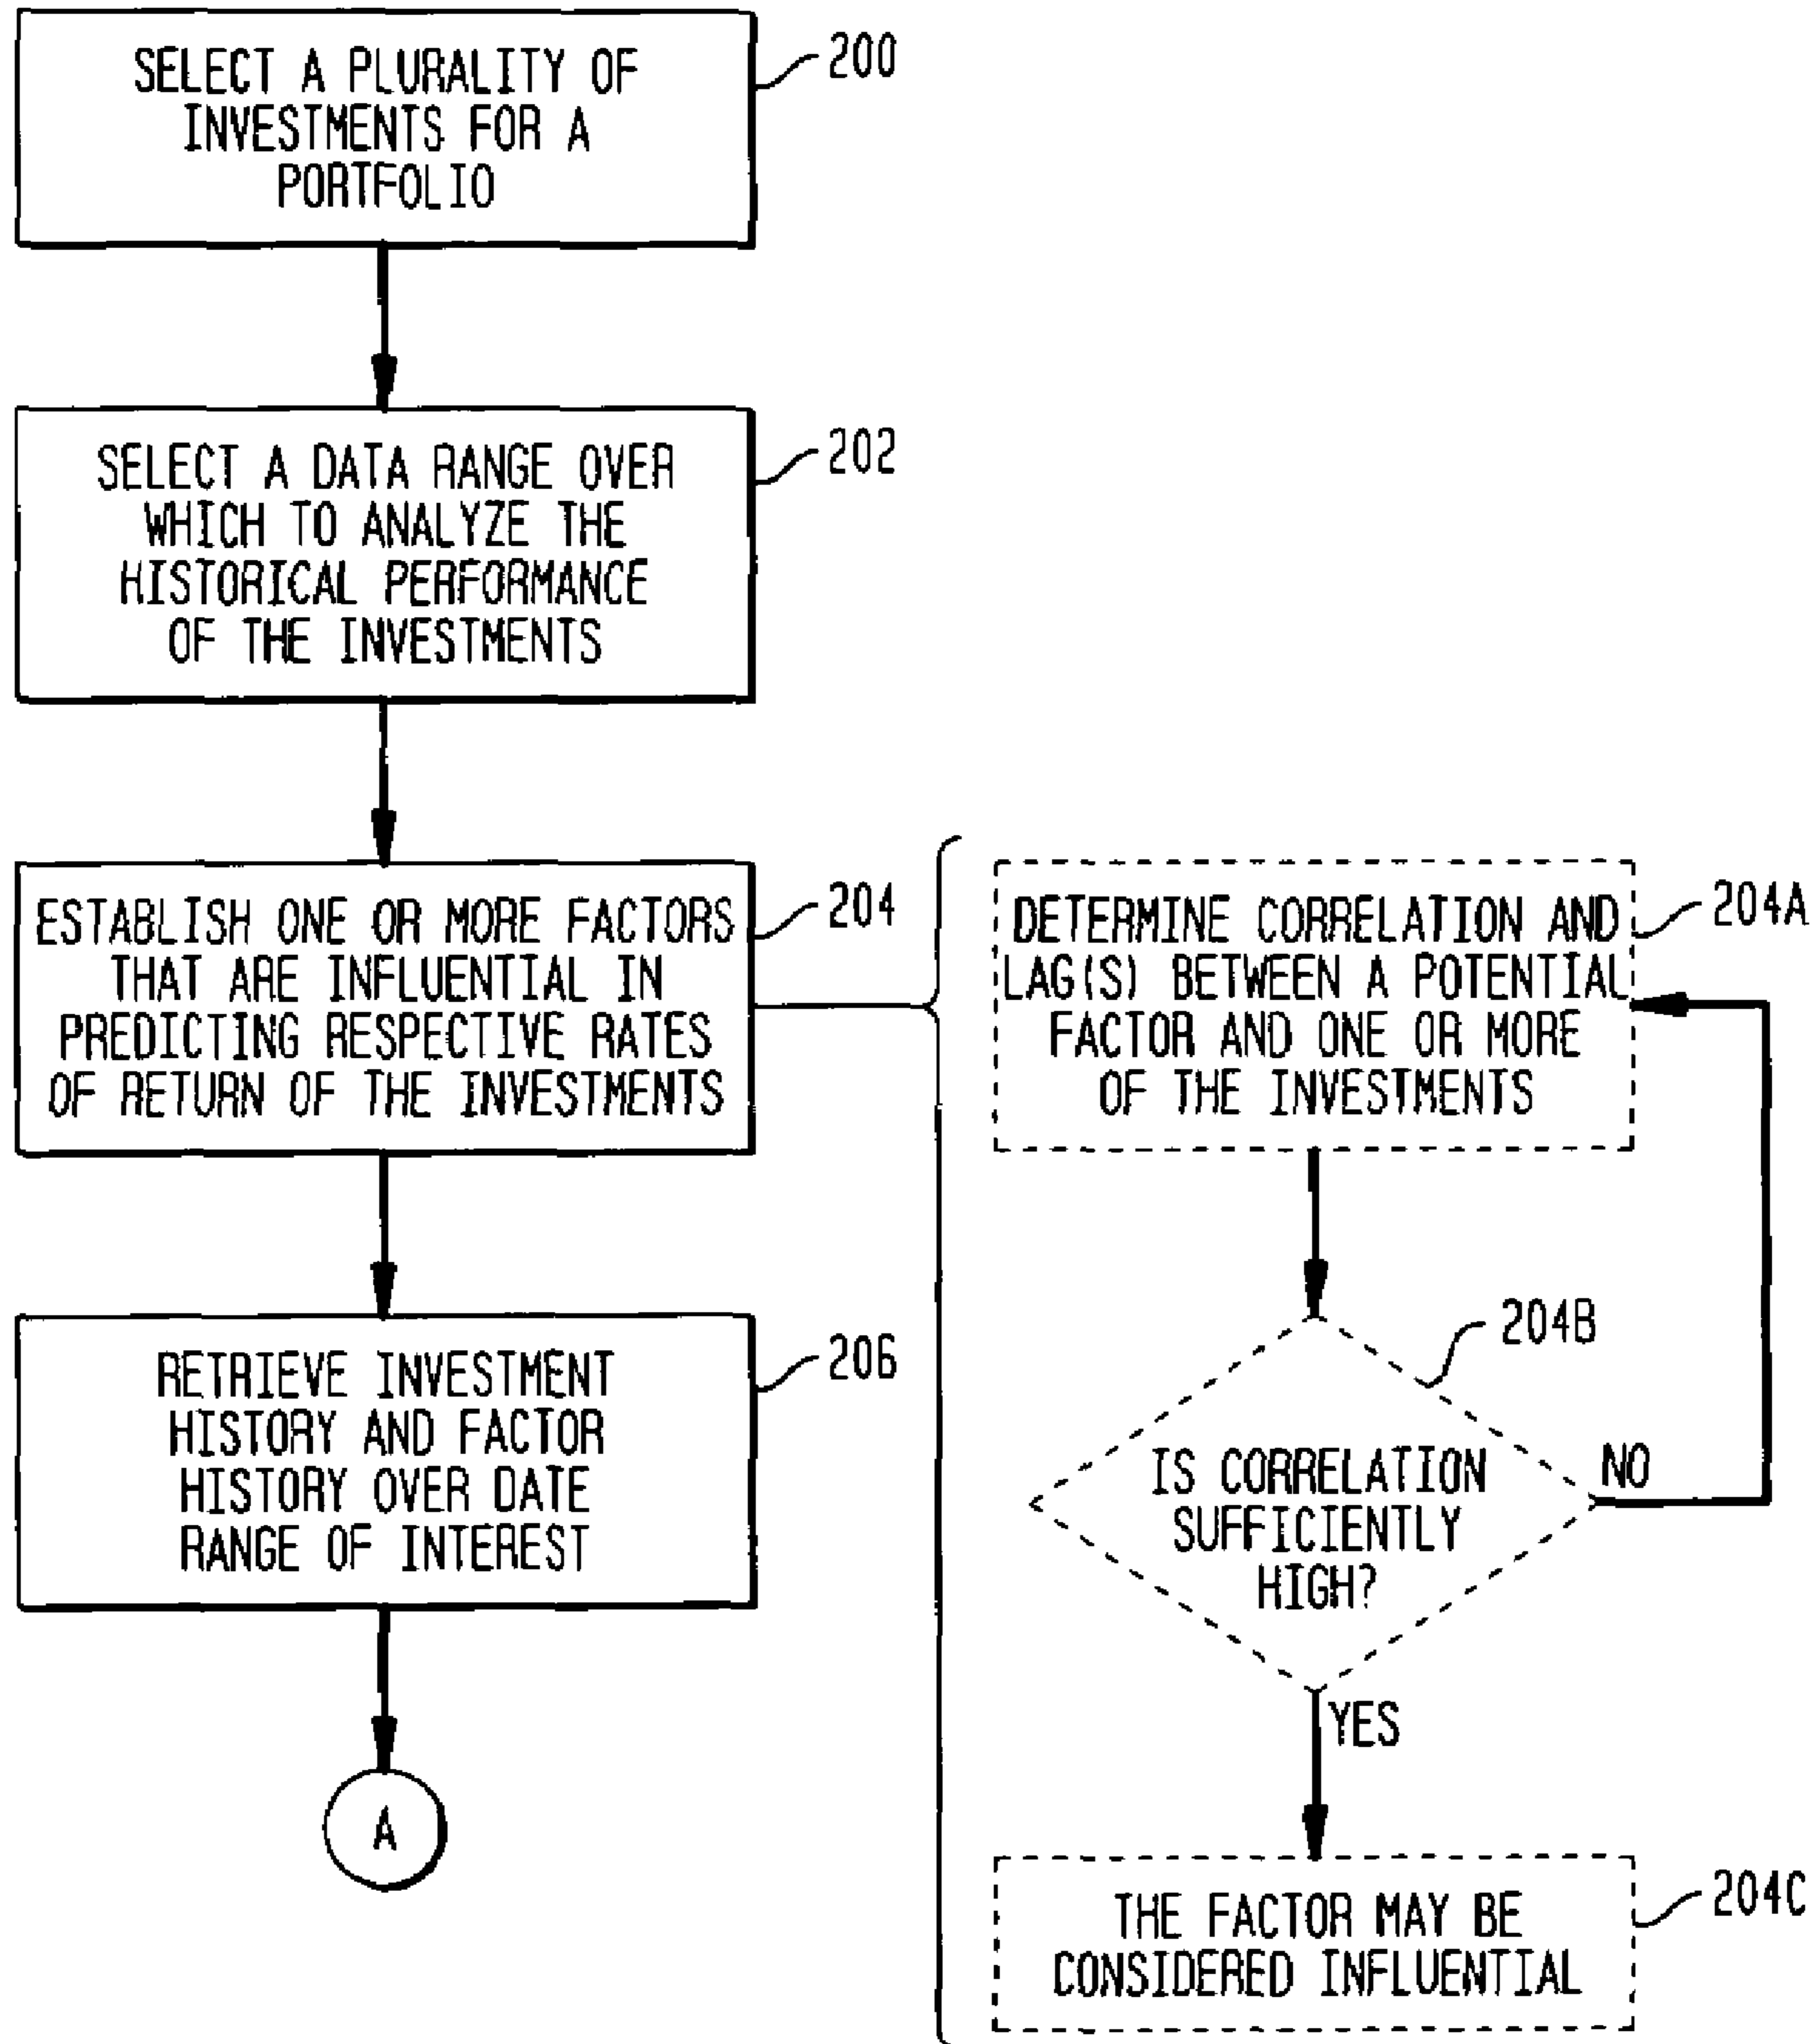 SELECT A PLURALITY OF
INVESTMENTS FOR A
PORTFOLIO
200
SELECT A DATA RANGE OVER
WHICH TO ANALYZE THE
HISTORICAL PERFORMANCE
OF THE INVESTMENTS
202
ESTABLISH ONE OR MORE FACTORS
THAT ARE INFLUENTIAL IN
PREDICTING RESPECTIVE RATES
OF RETURN OF THE INVESTMENTS
204
RETRIEVE INVESTMENT
HISTORY AND FACTOR
HISTORY OVER DATE
RANGE OF INTEREST
206
A
DETERMINE CORRELATION AND
LAG(S) BETWEEN A POTENTIAL
FACTOR AND ONE OR MORE
OF THE INVESTMENTS
204A
204B
IS CORRELATION
SUFFICIENTLY
HIGH?
NO
YES
THE FACTOR MAY BE
CONSIDERED INFLUENTIAL
204C